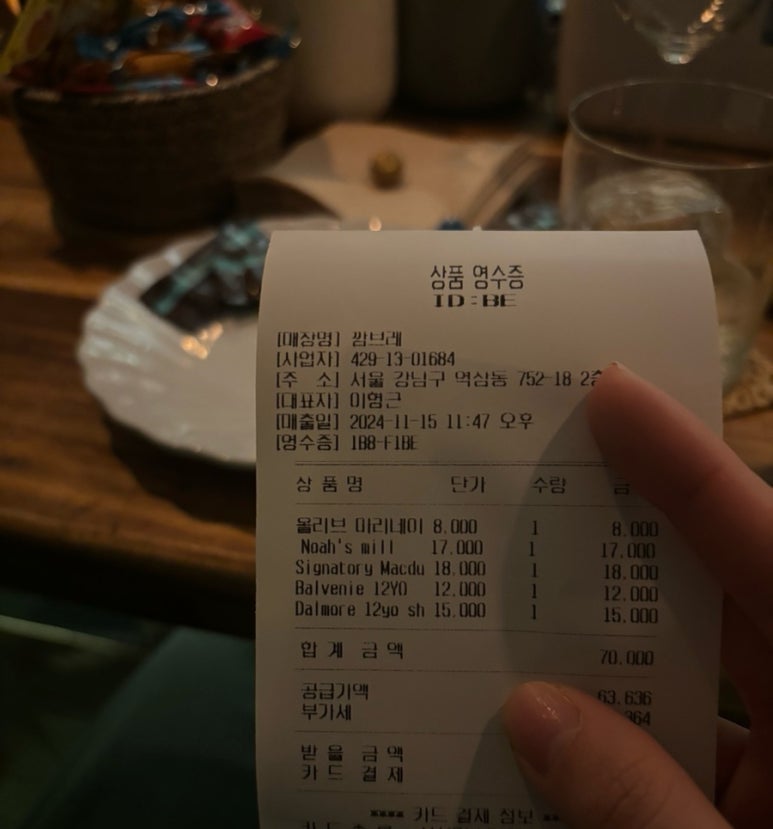 상품 영수증
ID:BE
[매장명] 깜브래
[사업자] 429-13-01684
[주 소] 서울 강남구 역삼동 752-18 2층
[대표자] 이형근
[매출일] 2024-11-15 11:47 오후
[영수증] 1B8-F1BE
상 품 명 단가 수량 금
올리브 마리네이 8.000 1 8.000
Noah's mill 17.000 1 17.000
Signatory Macdu 18.000 1 18.000
Balvenie 12YO 12.000 1 12.000
Dalmore 12yo sh 15.000 1 15.000
합 계 금 액 70.000
공급가액 63.636
부가세 364
받 을 금 액
카 드 결 제
**** 카드 결제 정보 **